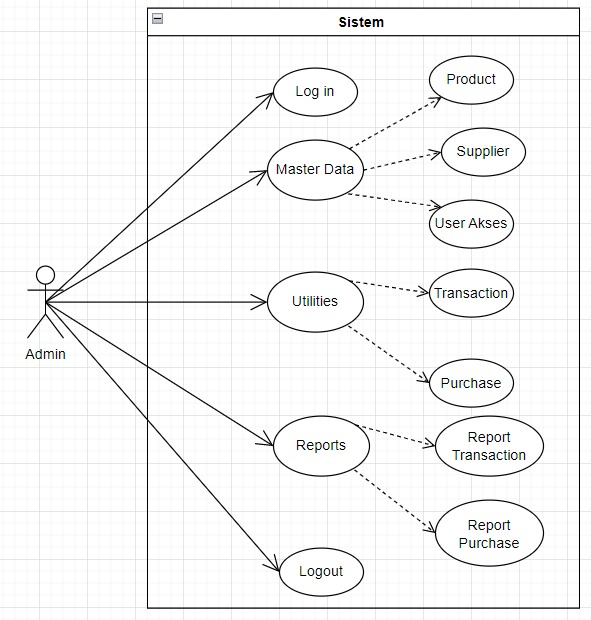 Sistem
Log in
Product
Master Data
Supplier
User Akses
Admin
Utilities
Transaction
Purchase
Reports
Report
Transaction
Report
Purchase
Logout